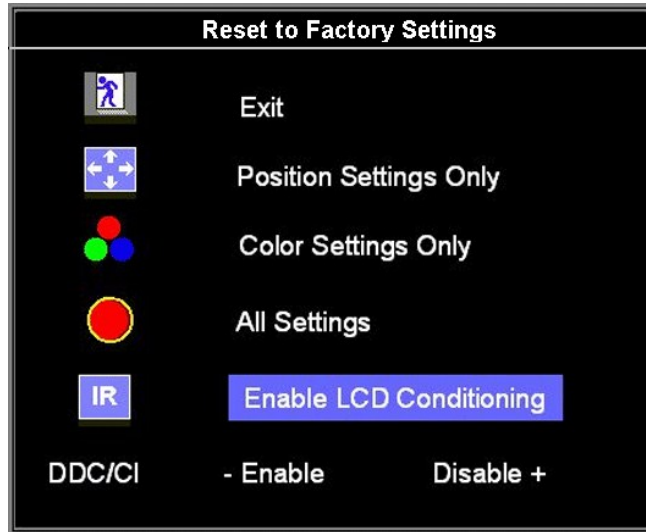 Reset to Factory Settings
Exit
Position Settings Only
Color Settings Only
All Settings
IR Enable LCD Conditioning
DDC/CI - Enable Disable +